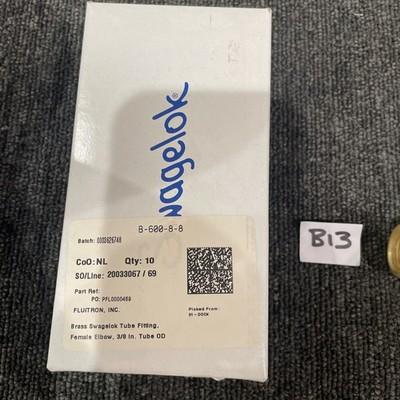 Swagelok®
B-600-8-8
Batch: 0003626748
CoO: NL Qty: 10
SO/Line: 20033067 / 69
Part Ref:
PO: PFL0000459
FLUITRON, INC.
Picked From:
Brass Swagelok Tube Fitting,
Female Elbow, 3/8 in. Tube OD
B13